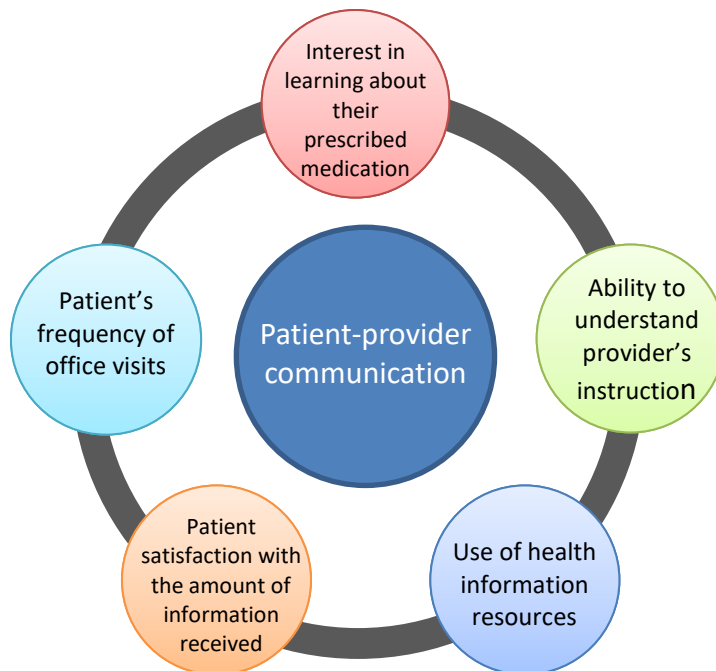 Interest in
learning about
their
prescribed
medication
Patient’s
frequency of
office visits
Patient-provider
communication
Ability to
understand
provider’s
instruction
Patient
satisfaction with
the amount of
information
received
Use of health
information
resources